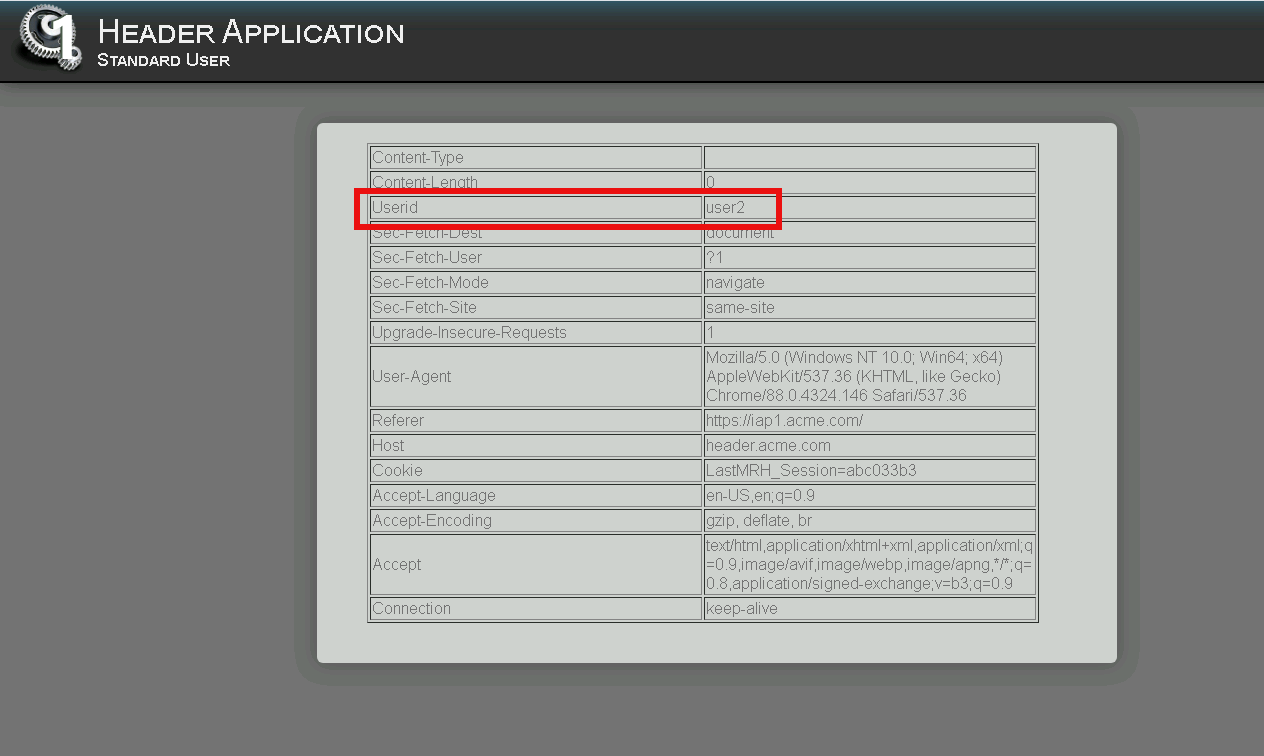 Header Application
Standard User
Content-Type
Content-Length 0
Userid user2
Sec-Fetch-Dest document
Sec-Fetch-User ?1
Sec-Fetch-Mode navigate
Sec-Fetch-Site same-site
Upgrade-Insecure-Requests 1
User-Agent Mozilla/5.0 (Windows NT 10.0; Win64; x64)
AppleWebKit/537.36 (KHTML, like Gecko)
Chrome/88.0.4324.146 Safari/537.36
Referer https://iap1.acme.com/
Host header.acme.com
Cookie LastMRH_Session=abc033b3
Accept-Language en-US,en;q=0.9
Accept-Encoding gzip, deflate, br
Accept text/html,application/xhtml+xml,application/xml;q
=0.9,image/avif,image/webp,image/apng,*/*;q=
0.8,application/signed-exchange;v=b3;q=0.9
Connection keep-alive